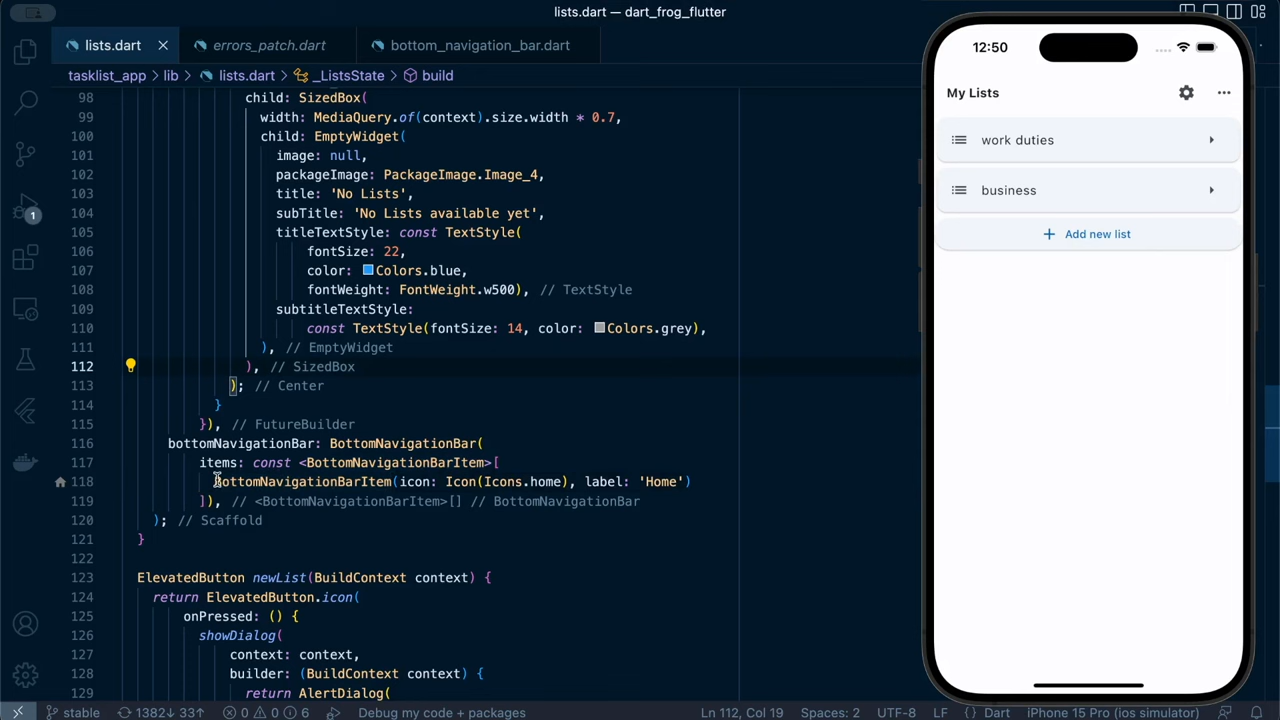 lists.dart — dart_frog_flutter
lists.dart
errors_patch.dart
bottom_navigation_bar.dart
tasklist_app › lib › lists.dart › _ListsState › build
98 child: SizedBox(
99 width: MediaQuery.of(context).size.width * 0.7,
100 child: EmptyWidget(
101 image: null,
102 packageImage: PackageImage.Image_4,
103 title: 'No Lists',
104 subTitle: 'No Lists available yet',
105 titleTextStyle: const TextStyle(
106 fontSize: 22,
107 color: Colors.blue,
108 fontWeight: FontWeight.w500), // TextStyle
109 subtitleTextStyle:
110 const TextStyle(fontSize: 14, color: Colors.grey),
111 ), // EmptyWidget
112 ), // SizedBox
113 ); // Center
114 }
115 }), // FutureBuilder
116 bottomNavigationBar: BottomNavigationBar(
117 items: const <BottomNavigationBarItem>[
118 BottomNavigationBarItem(icon: Icon(Icons.home), label: 'Home')
119 ]), // <BottomNavigationBarItem>[] // BottomNavigationBar
120 ); // Scaffold
121 }
122
123 ElevatedButton newList(BuildContext context) {
124 return ElevatedButton.icon(
125 onPressed: () {
126 showDialog(
127 context: context,
128 builder: (BuildContext context) {
129 return AlertDialog(
1
12:50
My Lists
work duties
business
+ Add new list
stable 1382↓ 33↑ 0 0 6 Debug my code + packages Ln 112, Col 19 Spaces: 2 UTF-8 LF {} Dart iPhone 15 Pro (ios simulator)